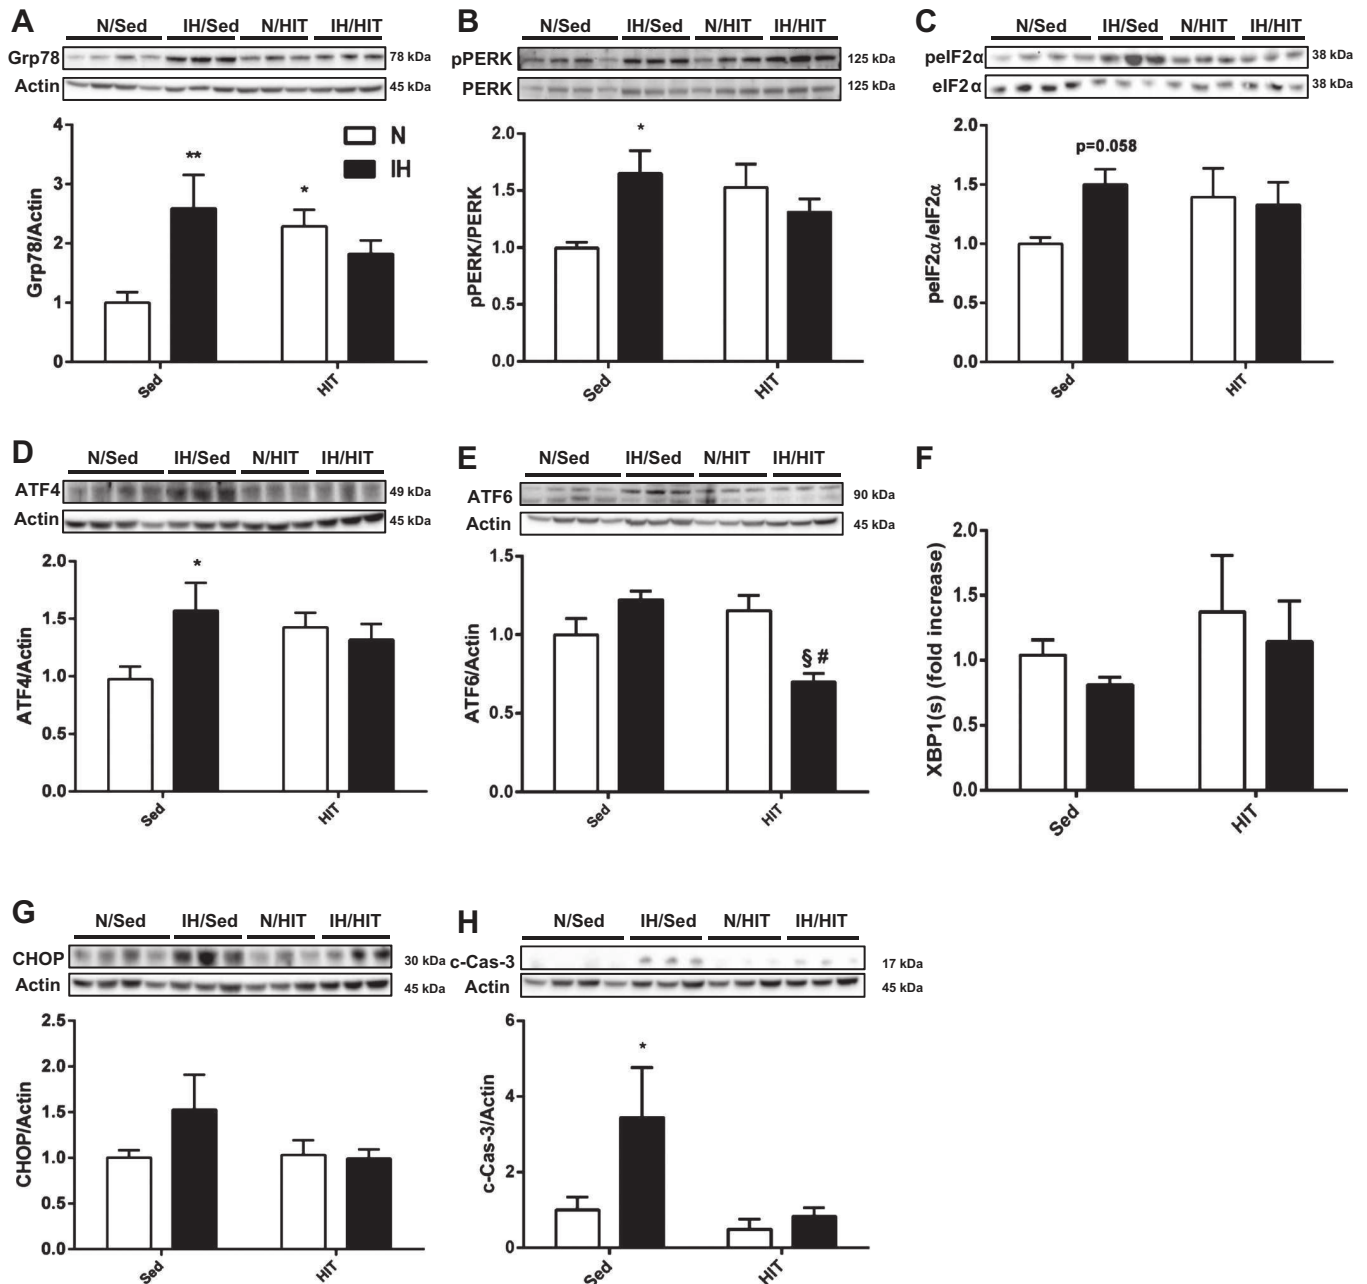 A
N/Sed IH/Sed N/HIT IH/HIT
Grp78 78 kDa
Actin 45 kDa
4
3
2
1
0
Grp78/Actin
**
*
N
IH
Sed HIT
B
N/Sed IH/Sed N/HIT IH/HIT
pPERK 125 kDa
PERK 125 kDa
2.0
1.5
1.0
0.5
0.0
pPERK/PERK
*
Sed HIT
C
N/Sed IH/Sed N/HIT IH/HIT
peIF2α 38 kDa
eIF2α 38 kDa
2.0
1.5
1.0
0.5
0.0
peIF2α/eIF2α
p=0.058
Sed HIT
D
N/Sed IH/Sed N/HIT IH/HIT
ATF4 49 kDa
Actin 45 kDa
2.0
1.5
1.0
0.5
0.0
ATF4/Actin
*
Sed HIT
E
N/Sed IH/Sed N/HIT IH/HIT
ATF6 90 kDa
Actin 45 kDa
1.5
1.0
0.5
0.0
ATF6/Actin
§ #
Sed HIT
F
2.0
1.5
1.0
0.5
0.0
XBP1(s) (fold increase)
Sed HIT
G
N/Sed IH/Sed N/HIT IH/HIT
CHOP 30 kDa
Actin 45 kDa
2.5
2.0
1.5
1.0
0.5
0.0
CHOP/Actin
Sed HIT
H
N/Sed IH/Sed N/HIT IH/HIT
c-Cas-3 17 kDa
Actin 45 kDa
6
4
2
0
c-Cas-3/Actin
*
Sed HIT